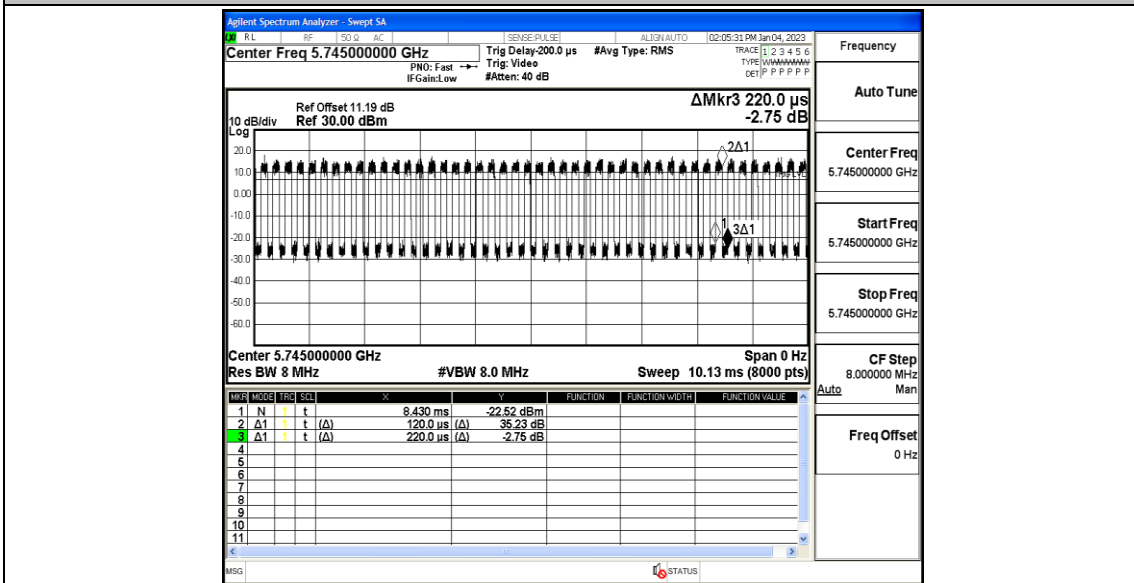 Agilent Spectrum Analyzer - Swept SA
LXI RL RF 50 Ω AC SENSE:PULSE ALIGN AUTO 02:05:31 PM Jan 04, 2023
Center Freq 5.745000000 GHz
PNO: Fast
IFGain:Low
Trig Delay-200.0 µs
Trig: Video
#Atten: 40 dB
#Avg Type: RMS
TRACE 1 2 3 4 5 6
TYPE WWWWWW
DET P P P P P P
Ref Offset 11.19 dB
10 dB/div Ref 30.00 dBm
Log
ΔMkr3 220.0 µs
-2.75 dB
20.0
10.0
0.00
-10.0
-20.0
-30.0
-40.0
-50.0
-60.0
2Δ1
TRIG LVL
1
3Δ1
Center 5.745000000 GHz Span 0 Hz
Res BW 8 MHz #VBW 8.0 MHz Sweep 10.13 ms (8000 pts)
MKR MODE TRC SCL X Y FUNCTION FUNCTION WIDTH FUNCTION VALUE
1 N 1 t 8.430 ms -22.52 dBm
2 Δ1 1 t (Δ) 120.0 µs (Δ) 35.23 dB
3 Δ1 1 t (Δ) 220.0 µs (Δ) -2.75 dB
4
5
6
7
8
9
10
11
MSG STATUS
Frequency
Auto Tune
Center Freq
5.745000000 GHz
Start Freq
5.745000000 GHz
Stop Freq
5.745000000 GHz
CF Step
8.000000 MHz
Auto Man
Freq Offset
0 Hz